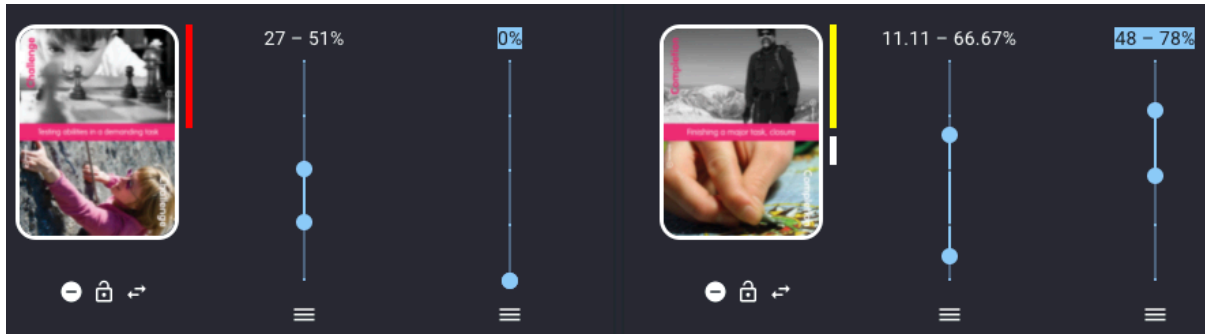 27 – 51%
0%
Challenge
Testing abilities in a demanding task
Challenge
11.11 – 66.67%
48 – 78%
Completion
Finishing a major task, closure